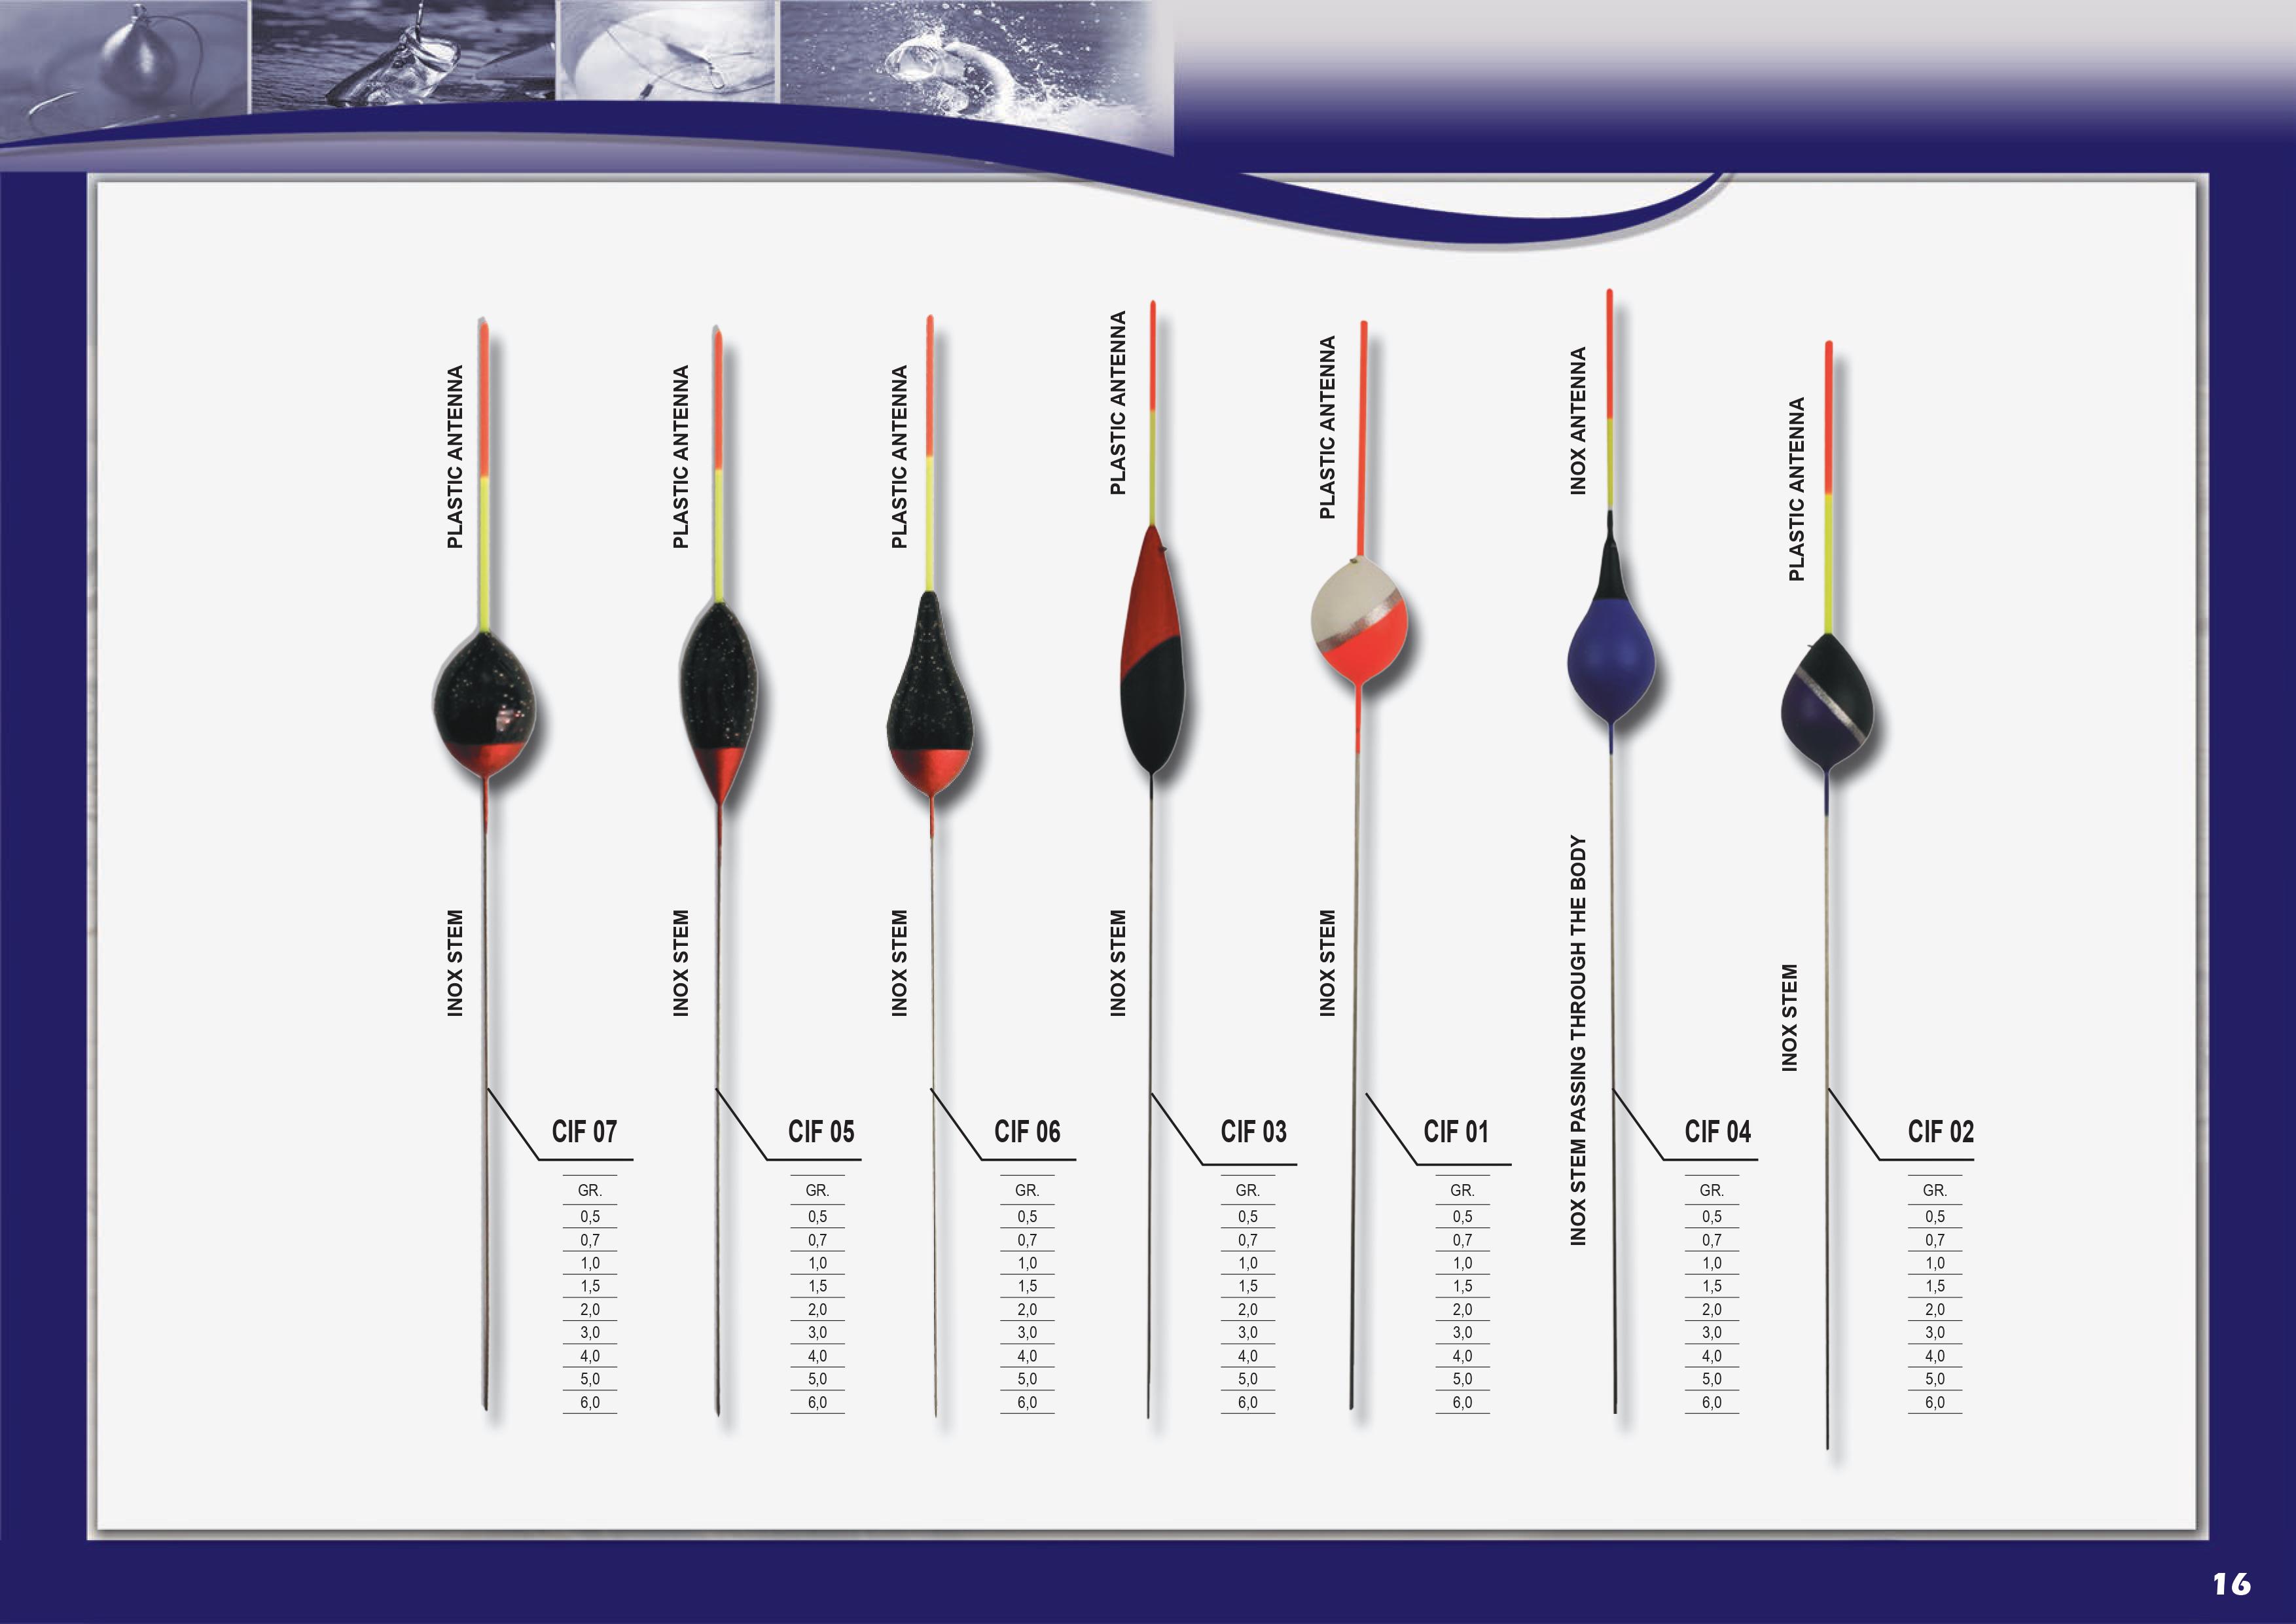 PLASTIC ANTENNA
INOX STEM
CIF 07
GR.
0,5
0,7
1,0
1,5
2,0
3,0
4,0
5,0
6,0
PLASTIC ANTENNA
INOX STEM
CIF 05
GR.
0,5
0,7
1,0
1,5
2,0
3,0
4,0
5,0
6,0
PLASTIC ANTENNA
INOX STEM
CIF 06
GR.
0,5
0,7
1,0
1,5
2,0
3,0
4,0
5,0
6,0
PLASTIC ANTENNA
INOX STEM
CIF 03
GR.
0,5
0,7
1,0
1,5
2,0
3,0
4,0
5,0
6,0
PLASTIC ANTENNA
INOX STEM
CIF 01
GR.
0,5
0,7
1,0
1,5
2,0
3,0
4,0
5,0
6,0
INOX ANTENNA
INOX STEM PASSING THROUGH THE BODY
CIF 04
GR.
0,5
0,7
1,0
1,5
2,0
3,0
4,0
5,0
6,0
PLASTIC ANTENNA
INOX STEM
CIF 02
GR.
0,5
0,7
1,0
1,5
2,0
3,0
4,0
5,0
6,0
16